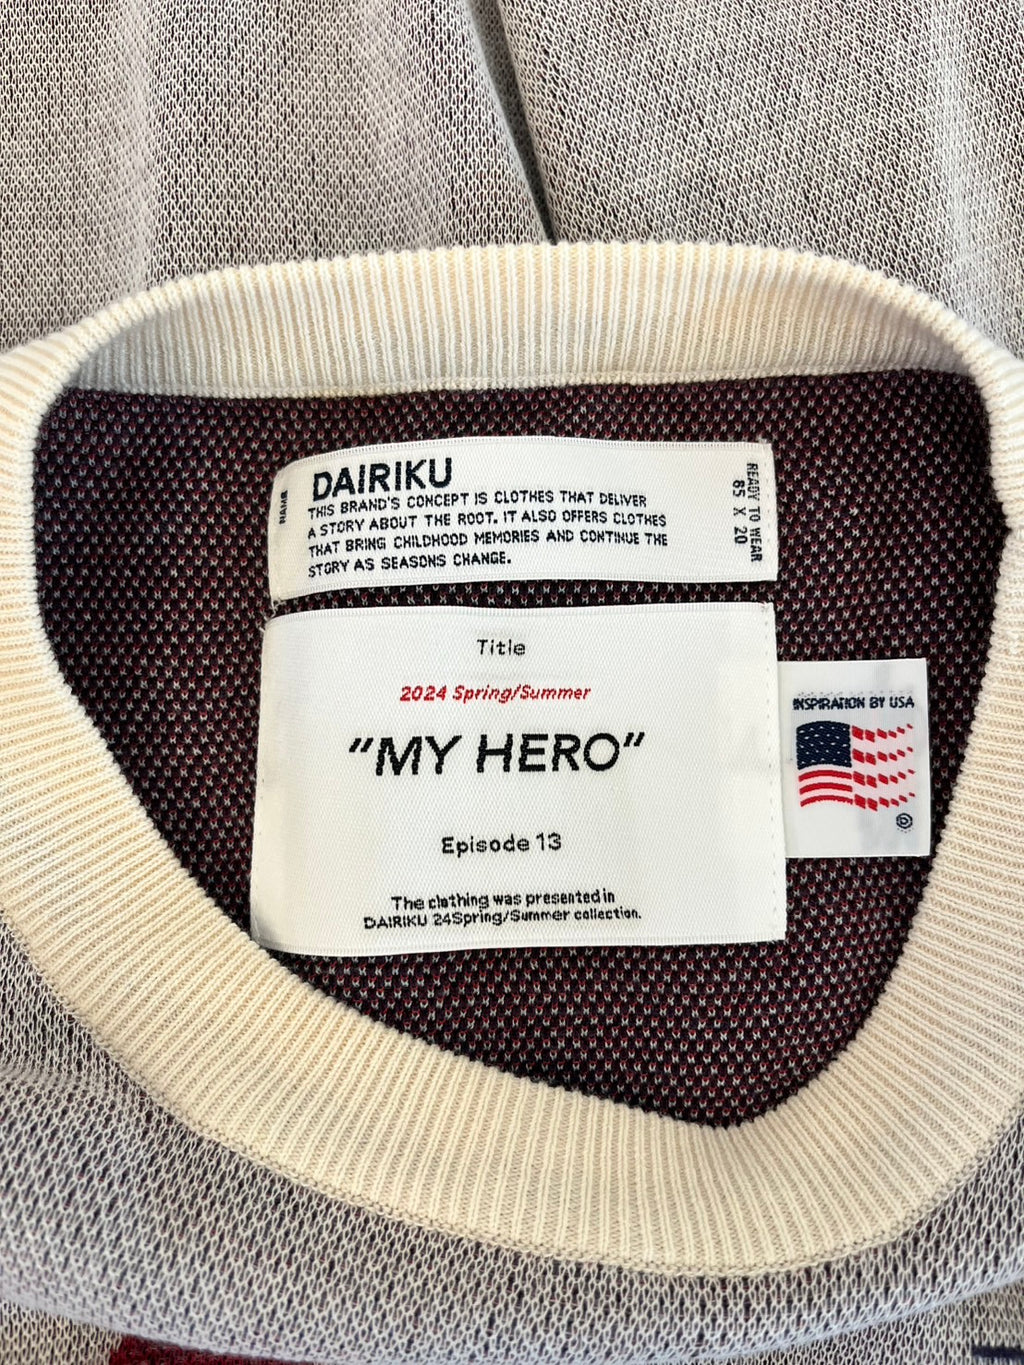 DAIRIKU
THIS BRAND'S CONCEPT IS CLOTHES THAT DELIVER
A STORY ABOUT THE ROOT. IT ALSO OFFERS CLOTHES
THAT BRING CHILDHOOD MEMORIES AND CONTINUE THE
STORY AS SEASONS CHANGE.
NAME
READY TO WEAR
85 X 20
Title
2024 Spring/Summer
"MY HERO"
Episode 13
The clothing was presented in
DAIRIKU 24Spring/Summer collection.
INSPIRATION BY USA